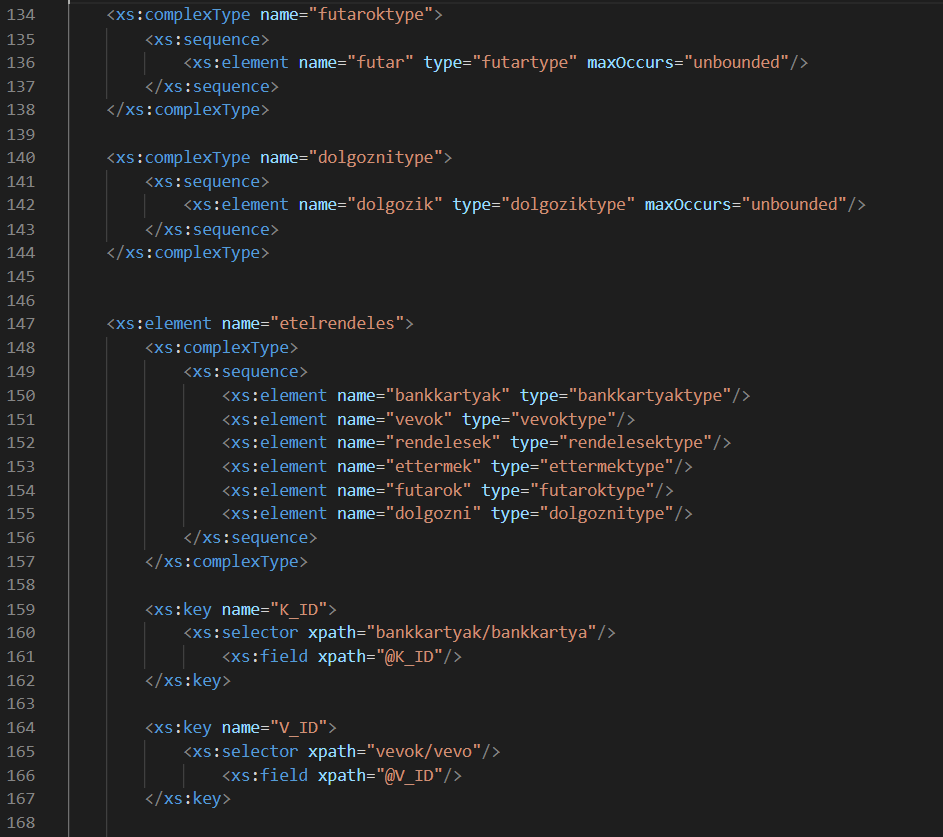 134 <xs:complexType name="futaroktype">
135 <xs:sequence>
136 <xs:element name="futar" type="futartype" maxOccurs="unbounded"/>
137 </xs:sequence>
138 </xs:complexType>
139
140 <xs:complexType name="dolgoznitype">
141 <xs:sequence>
142 <xs:element name="dolgozik" type="dolgoziktype" maxOccurs="unbounded"/>
143 </xs:sequence>
144 </xs:complexType>
145
146
147 <xs:element name="etelrendeles">
148 <xs:complexType>
149 <xs:sequence>
150 <xs:element name="bankkartyak" type="bankkartyaktype"/>
151 <xs:element name="vevok" type="vevoktype"/>
152 <xs:element name="rendelesek" type="rendelesektype"/>
153 <xs:element name="ettermek" type="ettermektype"/>
154 <xs:element name="futarok" type="futaroktype"/>
155 <xs:element name="dolgozni" type="dolgoznitype"/>
156 </xs:sequence>
157 </xs:complexType>
158
159 <xs:key name="K_ID">
160 <xs:selector xpath="bankkartyak/bankkartya"/>
161 <xs:field xpath="@K_ID"/>
162 </xs:key>
163
164 <xs:key name="V_ID">
165 <xs:selector xpath="vevok/vevo"/>
166 <xs:field xpath="@V_ID"/>
167 </xs:key>
168